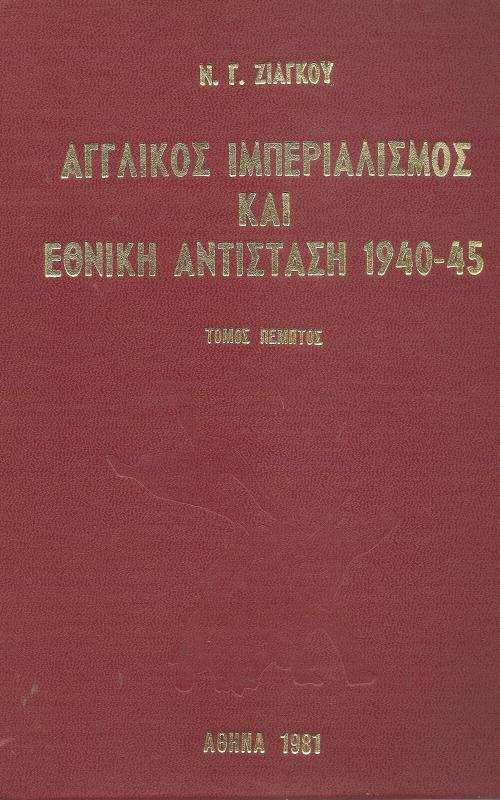 Ν. Γ. ΖΙΑΓΚΟΥ
ΑΓΓΛΙΚΟΣ ΙΜΠΕΡΙΑΛΙΣΜΟΣ
ΚΑΙ
ΕΘΝΙΚΗ ΑΝΤΙΣΤΑΣΗ 1940-45
ΤΟΜΟΣ ΠΕΜΠΤΟΣ
ΑΘΗΝΑ 1981